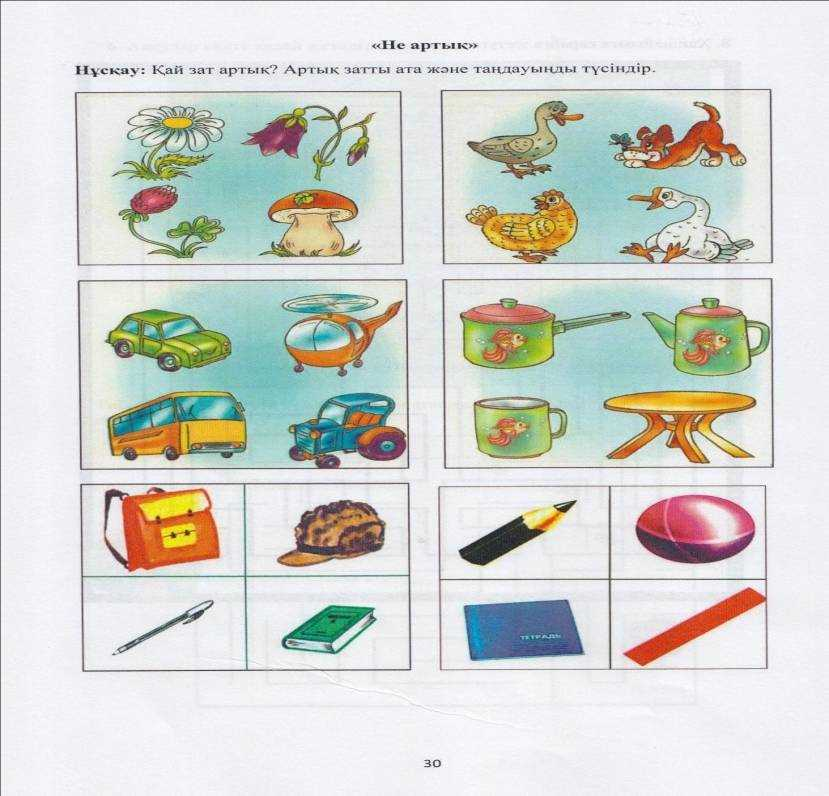 «Не артық»
Нұсқау: Қай зат артық? Артық затты ата және таңдауыңды түсіндір.
ТЕТРАДЬ
30